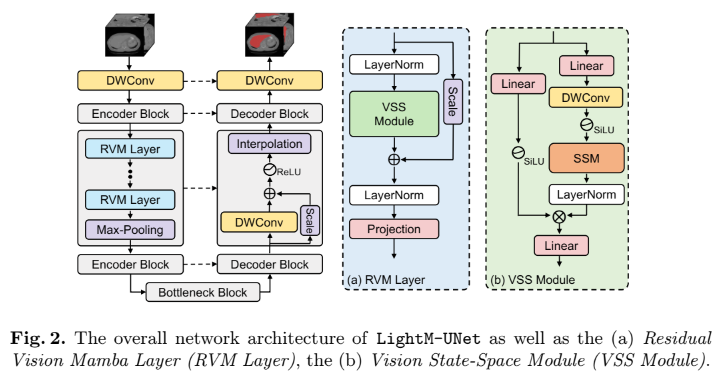 DWConv
DWConv
Encoder Block
Decoder Block
RVM Layer
RVM Layer
Max-Pooling
Interpolation
ReLU
DWConv
Scale
Encoder Block
Decoder Block
Bottleneck Block
LayerNorm
VSS
Module
Scale
LayerNorm
Projection
(a) RVM Layer
Linear
Linear
DWConv
SiLU
SiLU
SSM
LayerNorm
Linear
(b) VSS Module
Fig. 2. The overall network architecture of LightM-UNet as well as the (a) Residual
Vision Mamba Layer (RVM Layer), the (b) Vision State-Space Module (VSS Module).